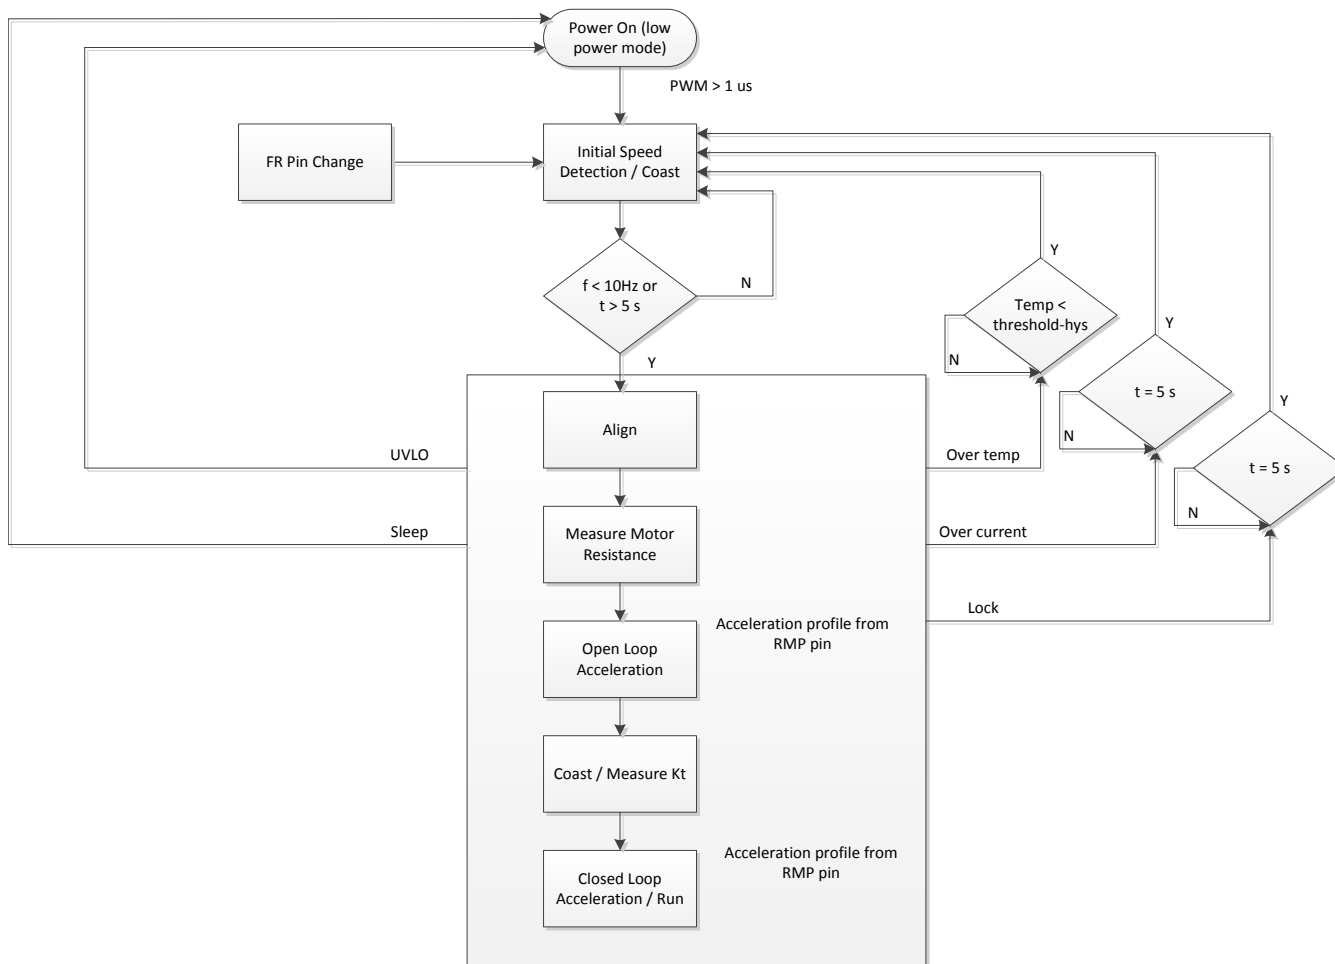 Power On (low
power mode)
PWM > 1 us
FR Pin Change
Initial Speed
Detection / Coast
f < 10Hz or
t > 5 s
N
Y
Y
Temp <
threshold-hys
N
Y
t = 5 s
N
Y
t = 5 s
N
Align
UVLO
Over temp
Sleep
Measure Motor
Resistance
Over current
Lock
Acceleration profile from
RMP pin
Open Loop
Acceleration
Coast / Measure Kt
Acceleration profile from
RMP pin
Closed Loop
Acceleration / Run